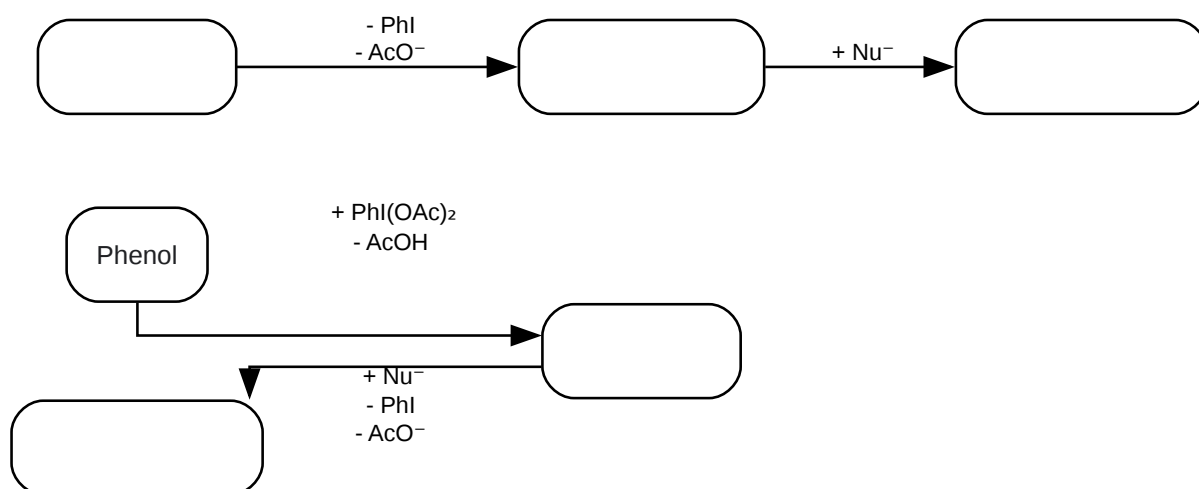 - PhI
- AcO⁻
+ Nu⁻
+ PhI(OAc)₂
- AcOH
Phenol
+ Nu⁻
- PhI
- AcO⁻